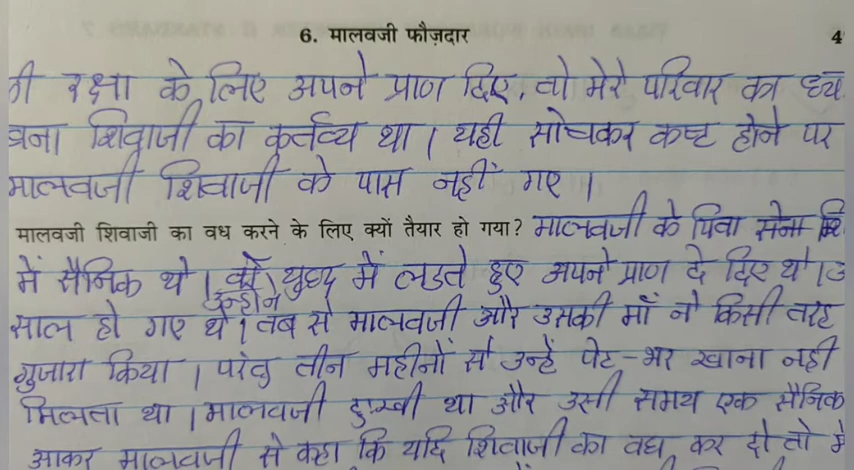 6. मालवजी फौज़दार 4
की रक्षा के लिए अपने प्राण दिए, वो मेरे परिवार का
शिवाजी का कर्तव्य था। यही सोचकर कष्ट होने पर
मालवजी शिवाजी के पास नहीं गए।
मालवजी शिवाजी का वध करने के लिए क्यों तैयार हो गया? मालवजी के पिता सेना
में सैनिक थे। युध्द में लडते हुए अपने प्राण दे दिए थे।
उन्होंने
साल हो गए थे। तब से मालवजी और उसकी माँ ने किसी तरह
गुजारा किया। परंतु तीन महीनों से उन्हें पेट-भर खाना नही
मिलता था। मालवजी दुःखी था और उसी समय एक सैनिक
आकर मालवजी से कहा कि यदि शिवाजी का वध कर दो तो